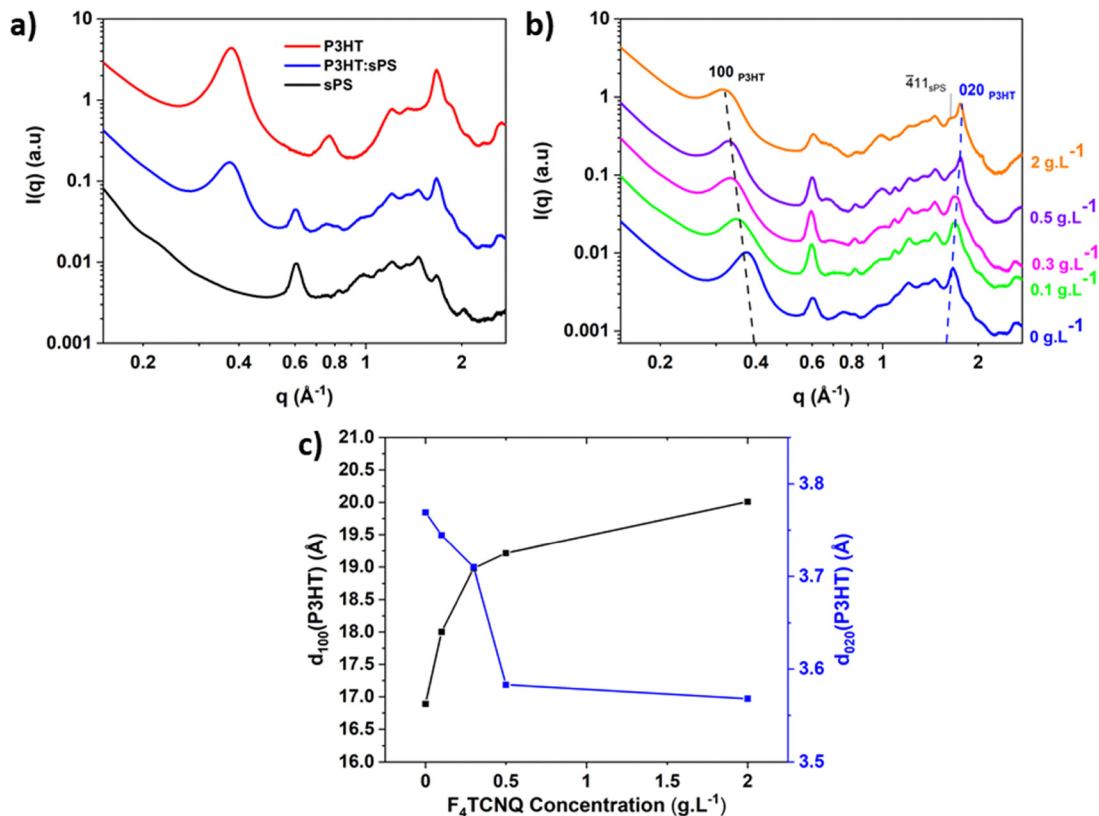 a)
I(q) (a.u)
10
1
0.1
0.01
0.001
P3HT
P3HT:sPS
sPS
0.2 0.4 0.6 0.8 1 2
q (Å⁻¹)
b)
I(q) (a.u)
10
1
0.1
0.01
0.001
100 P3HT
4̅11sPS
020 P3HT
2 g.L⁻¹
0.5 g.L⁻¹
0.3 g.L⁻¹
0.1 g.L⁻¹
0 g.L⁻¹
0.2 0.4 0.6 0.8 1 2
q (Å⁻¹)
c)
d₁₀₀(P3HT) (Å)
21.0
20.5
20.0
19.5
19.0
18.5
18.0
17.5
17.0
16.5
16.0
3.8
3.7
3.6
3.5
d₀₂₀(P3HT) (Å)
0 0.5 1 1.5 2
F₄TCNQ Concentration (g.L⁻¹)